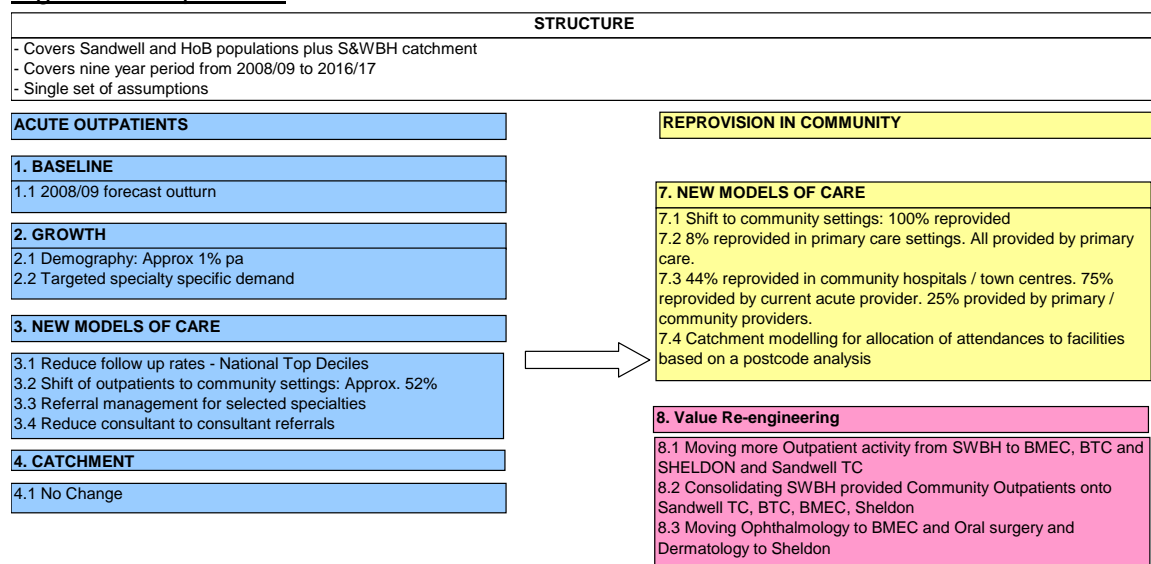 STRUCTURE
- Covers Sandwell and HoB populations plus S&WBH catchment
- Covers nine year period from 2008/09 to 2016/17
- Single set of assumptions
ACUTE OUTPATIENTS
1. BASELINE
1.1 2008/09 forecast outturn
2. GROWTH
2.1 Demography: Approx 1% pa
2.2 Targeted specialty specific demand
3. NEW MODELS OF CARE
3.1 Reduce follow up rates - National Top Deciles
3.2 Shift of outpatients to community settings: Approx. 52%
3.3 Referral management for selected specialties
3.4 Reduce consultant to consultant referrals
4. CATCHMENT
4.1 No Change
REPROVISION IN COMMUNITY
7. NEW MODELS OF CARE
7.1 Shift to community settings: 100% reprovided
7.2 8% reprovided in primary care settings. All provided by primary
care.
7.3 44% reprovided in community hospitals / town centres. 75%
reprovided by current acute provider. 25% provided by primary /
community providers.
7.4 Catchment modelling for allocation of attendances to facilities
based on a postcode analysis
8. Value Re-engineering
8.1 Moving more Outpatient activity from SWBH to BMEC, BTC and
SHELDON and Sandwell TC
8.2 Consolidating SWBH provided Community Outpatients onto
Sandwell TC, BTC, BMEC, Sheldon
8.3 Moving Ophthalmology to BMEC and Oral surgery and
Dermatology to Sheldon